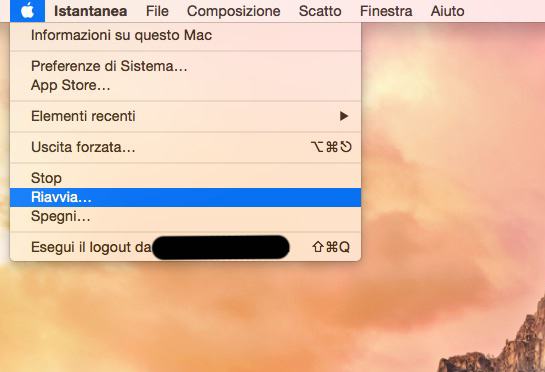 Istantanea File Composizione Scatto Finestra Aiuto
Informazioni su questo Mac
Preferenze di Sistema...
App Store...
Elementi recenti ▶
Uscita forzata... ⌥⌘⎋
Stop
Riavvia...
Spegni...
Esegui il logout da ⇧⌘Q